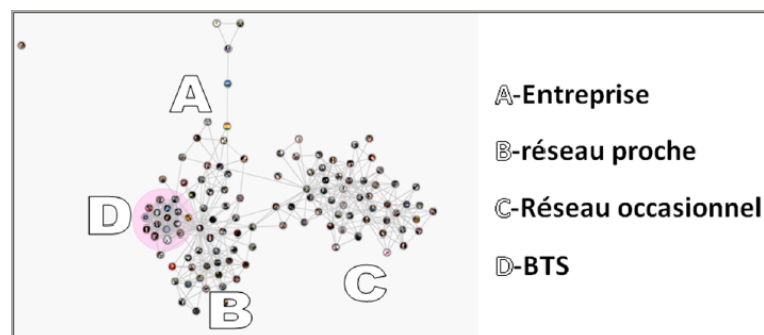 A
D
B
C
A-Entreprise
B-réseau proche
C-Réseau occasionnel
D-BTS